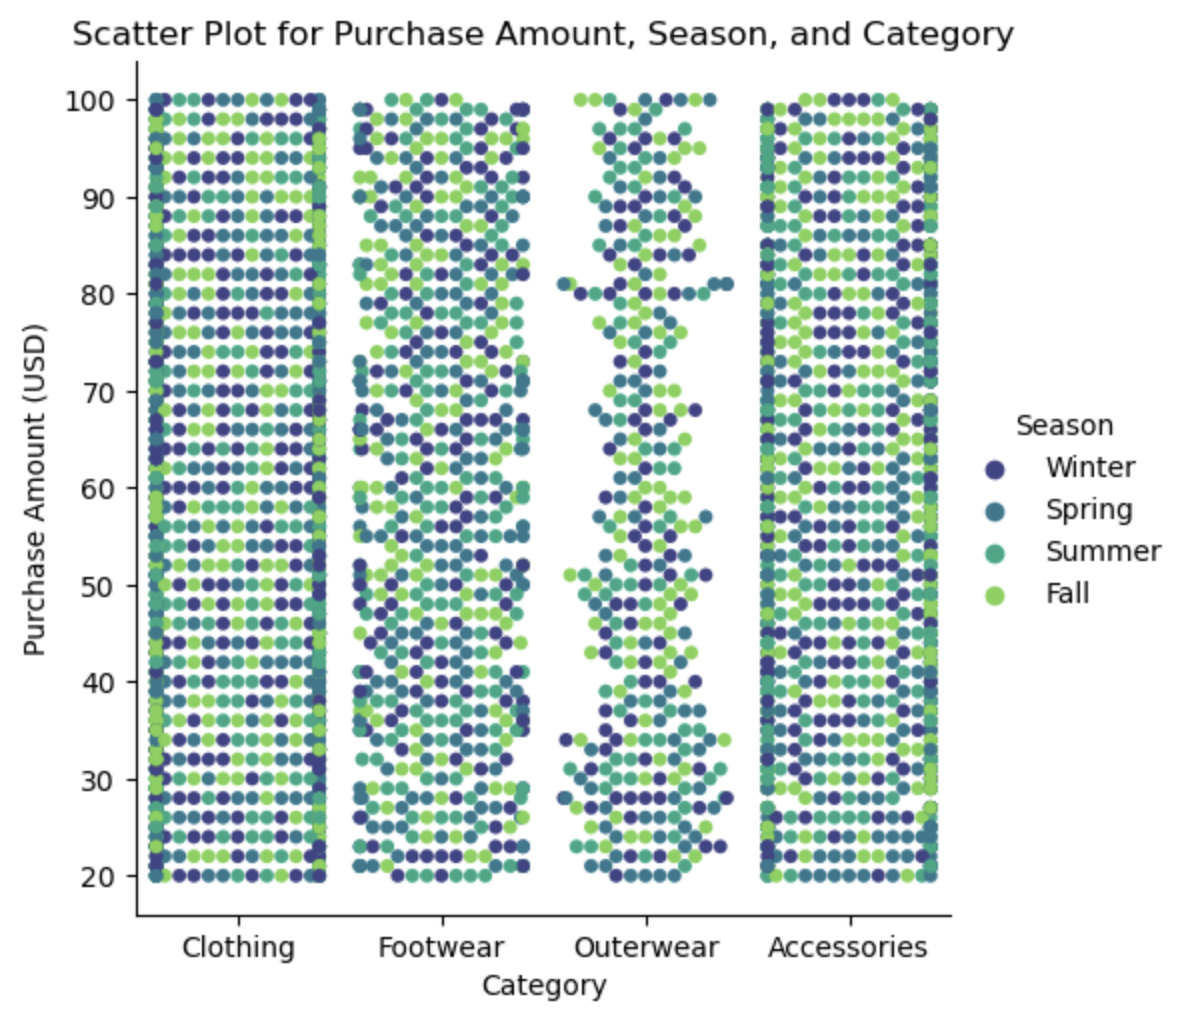 Scatter Plot for Purchase Amount, Season, and Category
Purchase Amount (USD)
100
90
80
70
60
50
40
30
20
Clothing
Footwear
Outerwear
Accessories
Category
Season
Winter
Spring
Summer
Fall